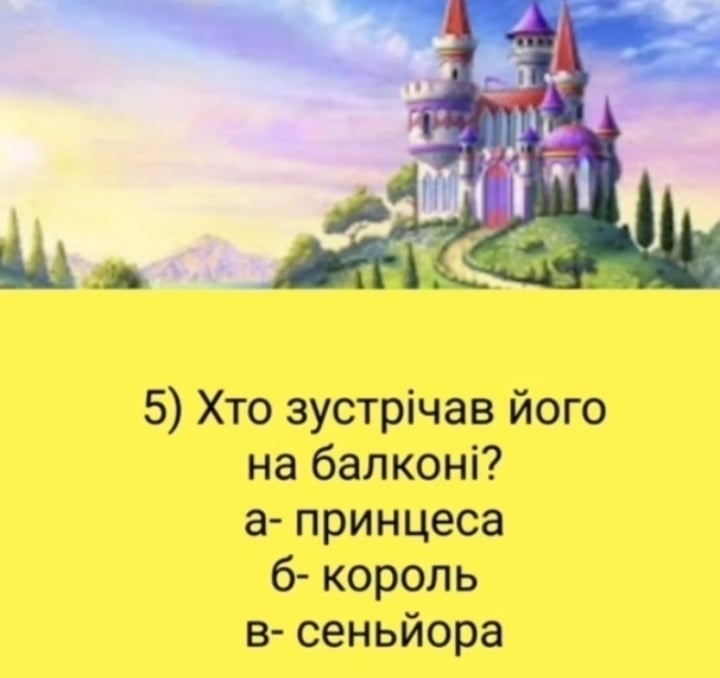 5) Хто зустрічав його
на балконі?
а- принцеса
б- король
в- сеньйора